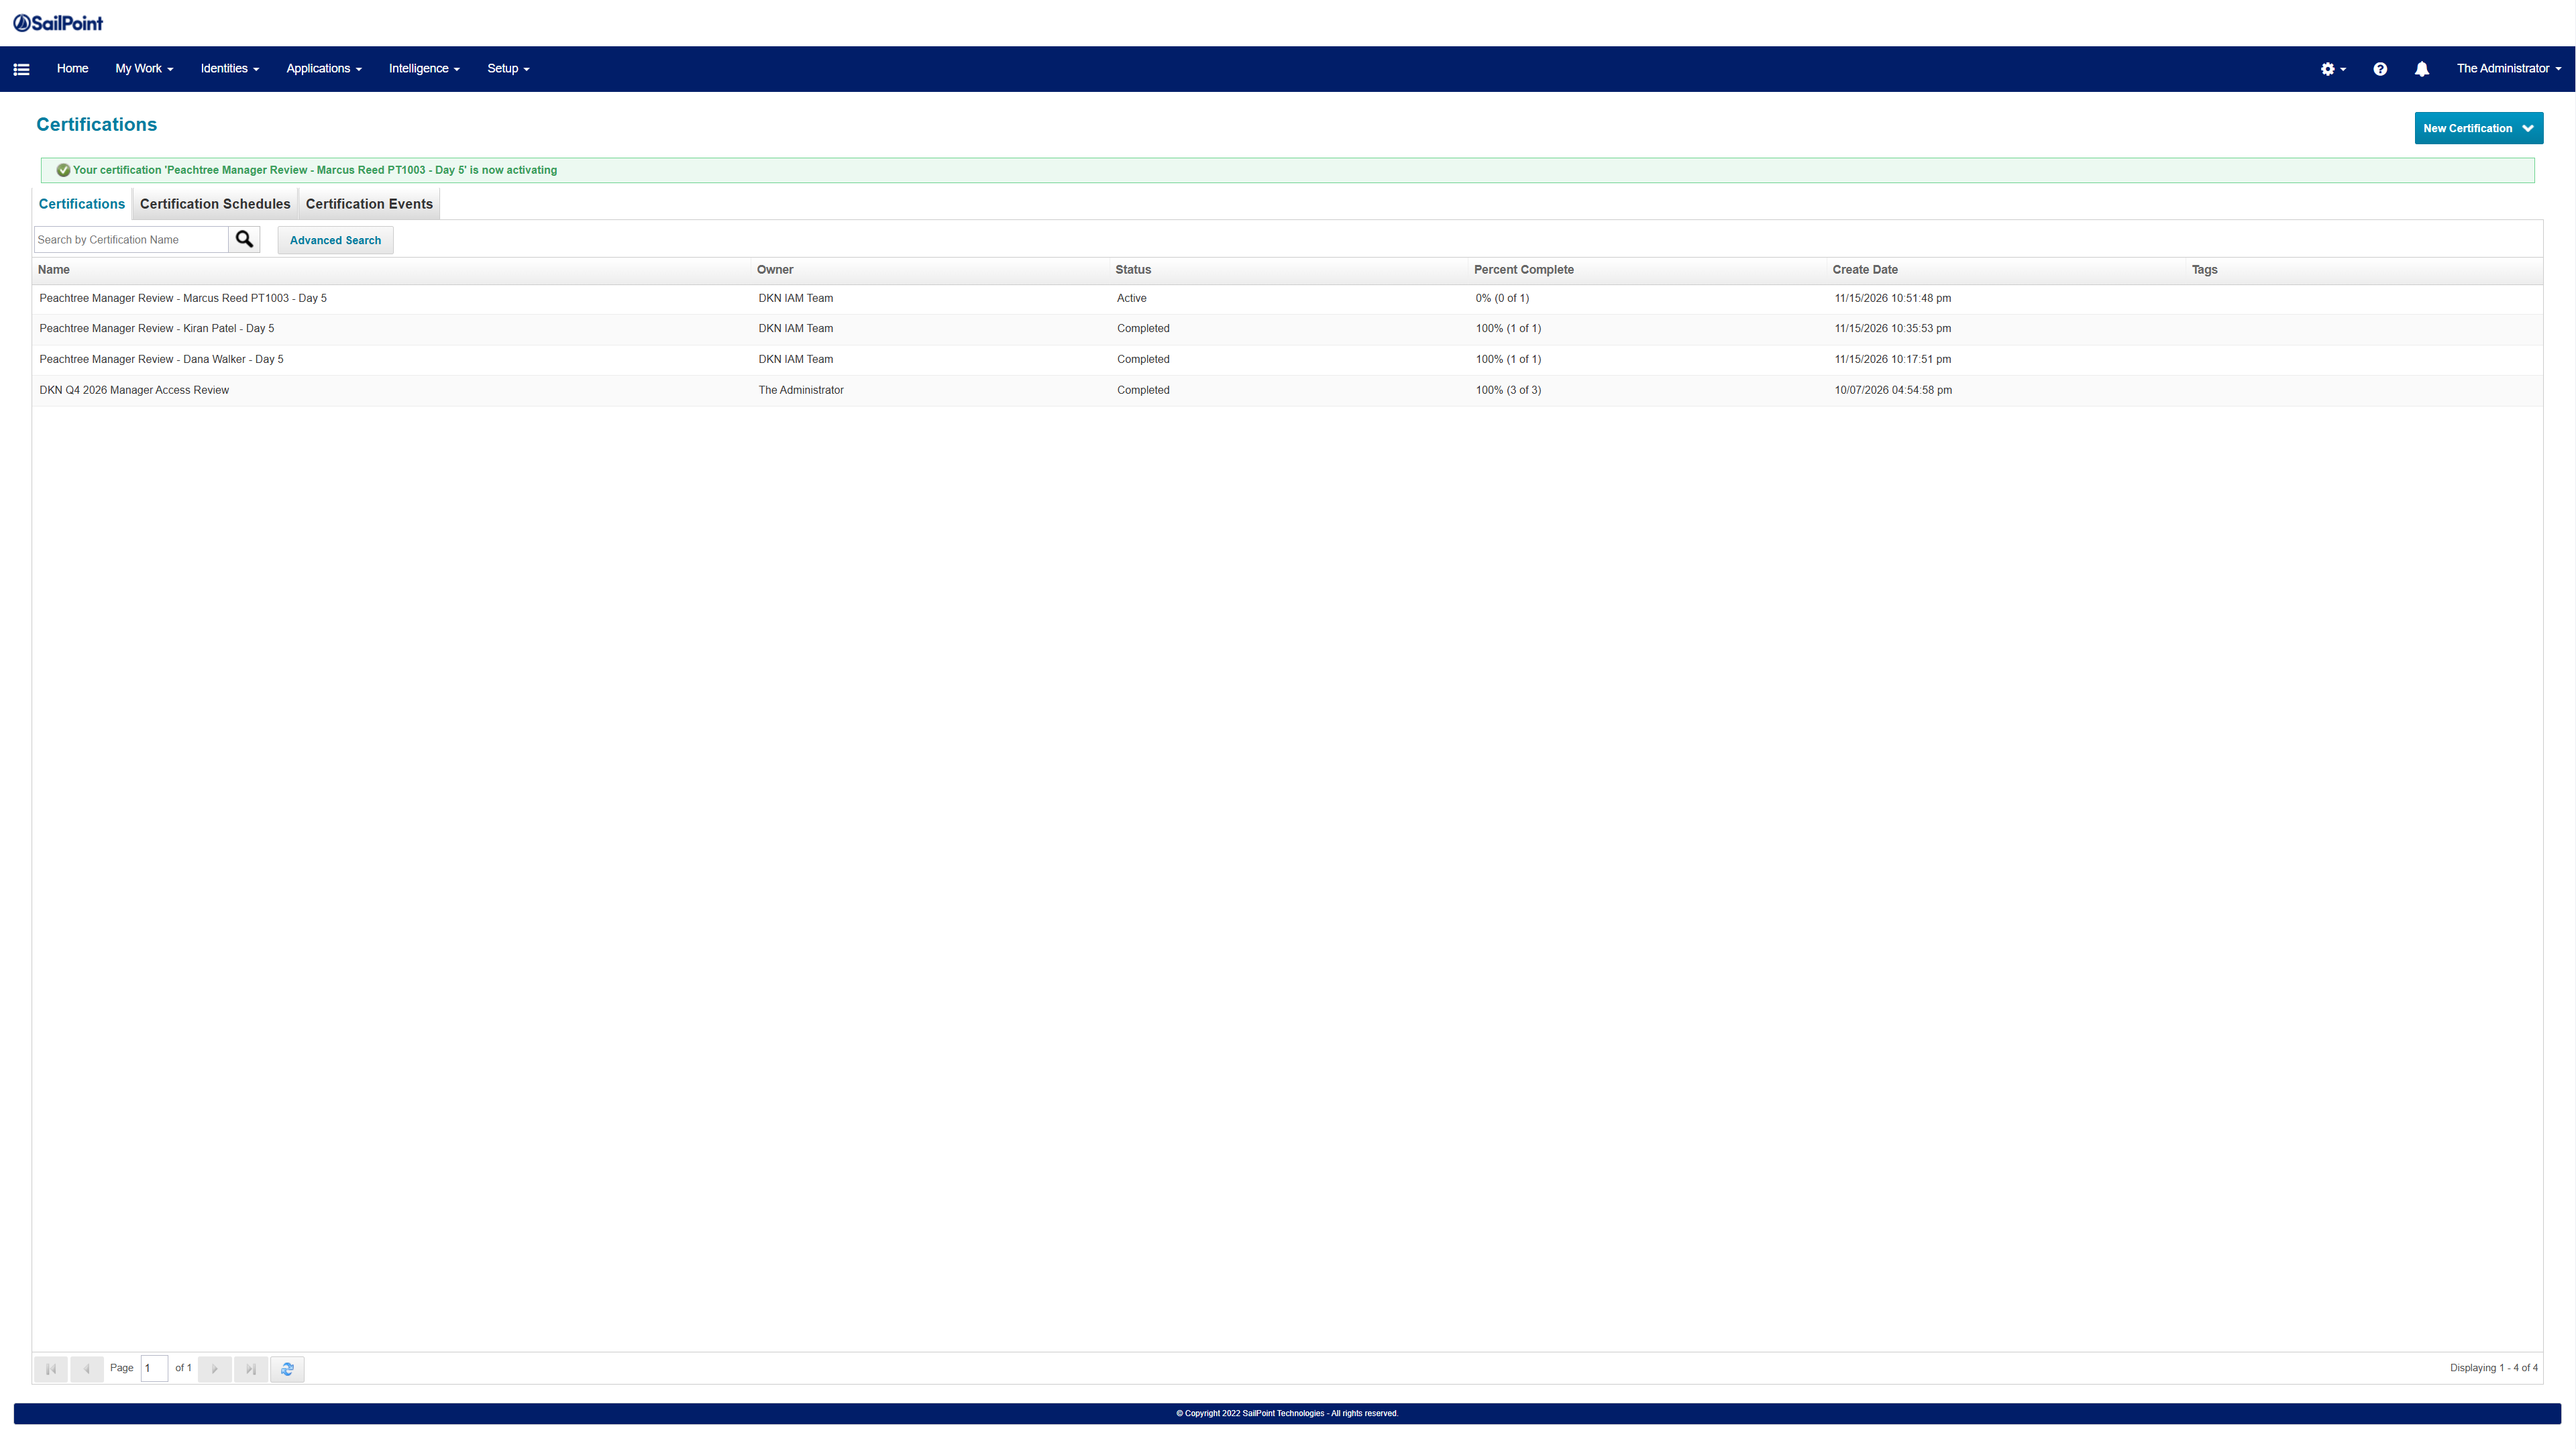 SailPoint
Home My Work Identities Applications Intelligence Setup The Administrator
Certifications
New Certification
Your certification 'Peachtree Manager Review - Marcus Reed PT1003 - Day 5' is now activating
Certifications Certification Schedules Certification Events
Search by Certification Name Advanced Search
Name Owner Status Percent Complete Create Date Tags
Peachtree Manager Review - Marcus Reed PT1003 - Day 5 DKN IAM Team Active 0% (0 of 1) 11/15/2026 10:51:48 pm
Peachtree Manager Review - Kiran Patel - Day 5 DKN IAM Team Completed 100% (1 of 1) 11/15/2026 10:35:53 pm
Peachtree Manager Review - Dana Walker - Day 5 DKN IAM Team Completed 100% (1 of 1) 11/15/2026 10:17:51 pm
DKN Q4 2026 Manager Access Review The Administrator Completed 100% (3 of 3) 10/07/2026 04:54:58 pm
Page 1 of 1 Displaying 1 - 4 of 4
© Copyright 2022 SailPoint Technologies - All rights reserved.